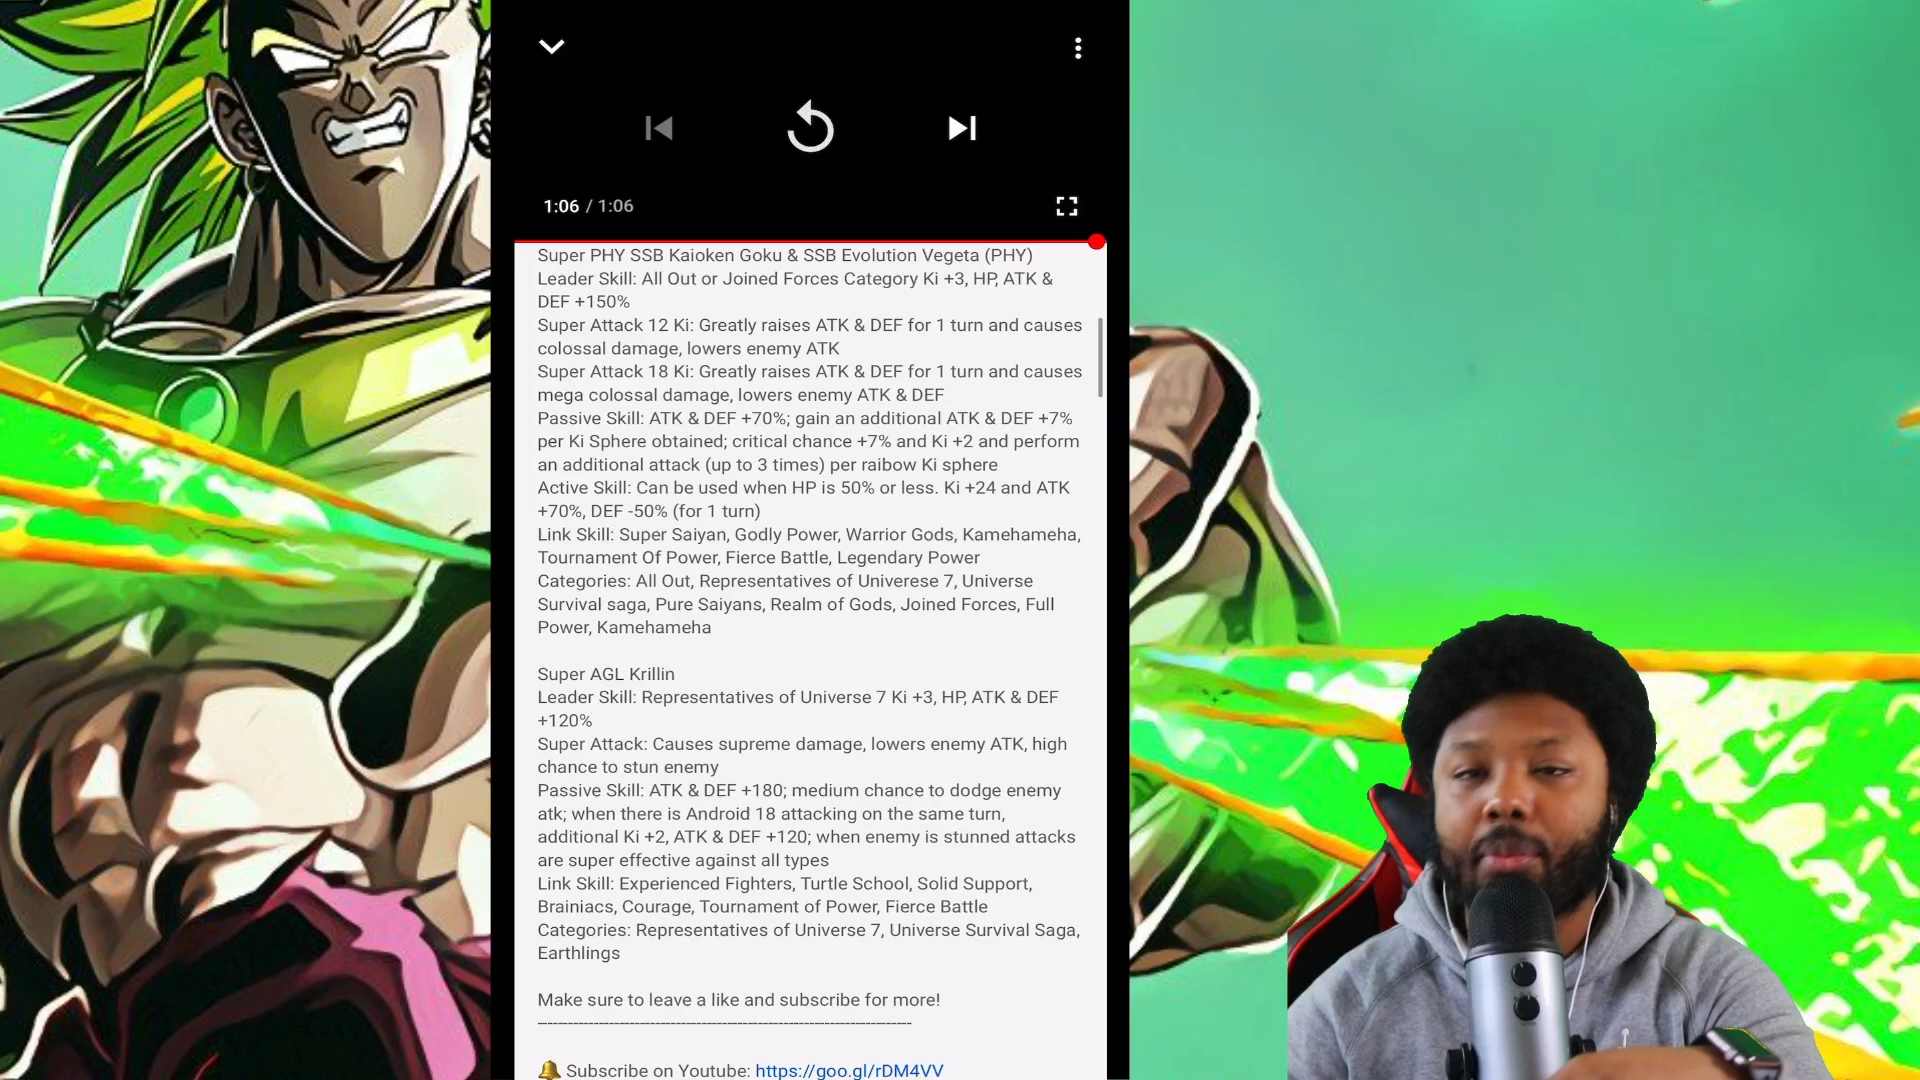 1:06 / 1:06
Super PHY SSB Kaioken Goku & SSB Evolution Vegeta (PHY)
Leader Skill: All Out or Joined Forces Category Ki +3, HP, ATK &
DEF +150%
Super Attack 12 Ki: Greatly raises ATK & DEF for 1 turn and causes
colossal damage, lowers enemy ATK
Super Attack 18 Ki: Greatly raises ATK & DEF for 1 turn and causes
mega colossal damage, lowers enemy ATK & DEF
Passive Skill: ATK & DEF +70%; gain an additional ATK & DEF +7%
per Ki Sphere obtained; critical chance +7% and Ki +2 and perform
an additional attack (up to 3 times) per raibow Ki sphere
Active Skill: Can be used when HP is 50% or less. Ki +24 and ATK
+70%, DEF -50% (for 1 turn)
Link Skill: Super Saiyan, Godly Power, Warrior Gods, Kamehameha,
Tournament Of Power, Fierce Battle, Legendary Power
Categories: All Out, Representatives of Univerese 7, Universe
Survival saga, Pure Saiyans, Realm of Gods, Joined Forces, Full
Power, Kamehameha
Super AGL Krillin
Leader Skill: Representatives of Universe 7 Ki +3, HP, ATK & DEF
+120%
Super Attack: Causes supreme damage, lowers enemy ATK, high
chance to stun enemy
Passive Skill: ATK & DEF +180; medium chance to dodge enemy
atk; when there is Android 18 attacking on the same turn,
additional Ki +2, ATK & DEF +120; when enemy is stunned attacks
are super effective against all types
Link Skill: Experienced Fighters, Turtle School, Solid Support,
Brainiacs, Courage, Tournament of Power, Fierce Battle
Categories: Representatives of Universe 7, Universe Survival Saga,
Earthlings
Make sure to leave a like and subscribe for more!
Subscribe on Youtube: https://goo.gl/rDM4VV